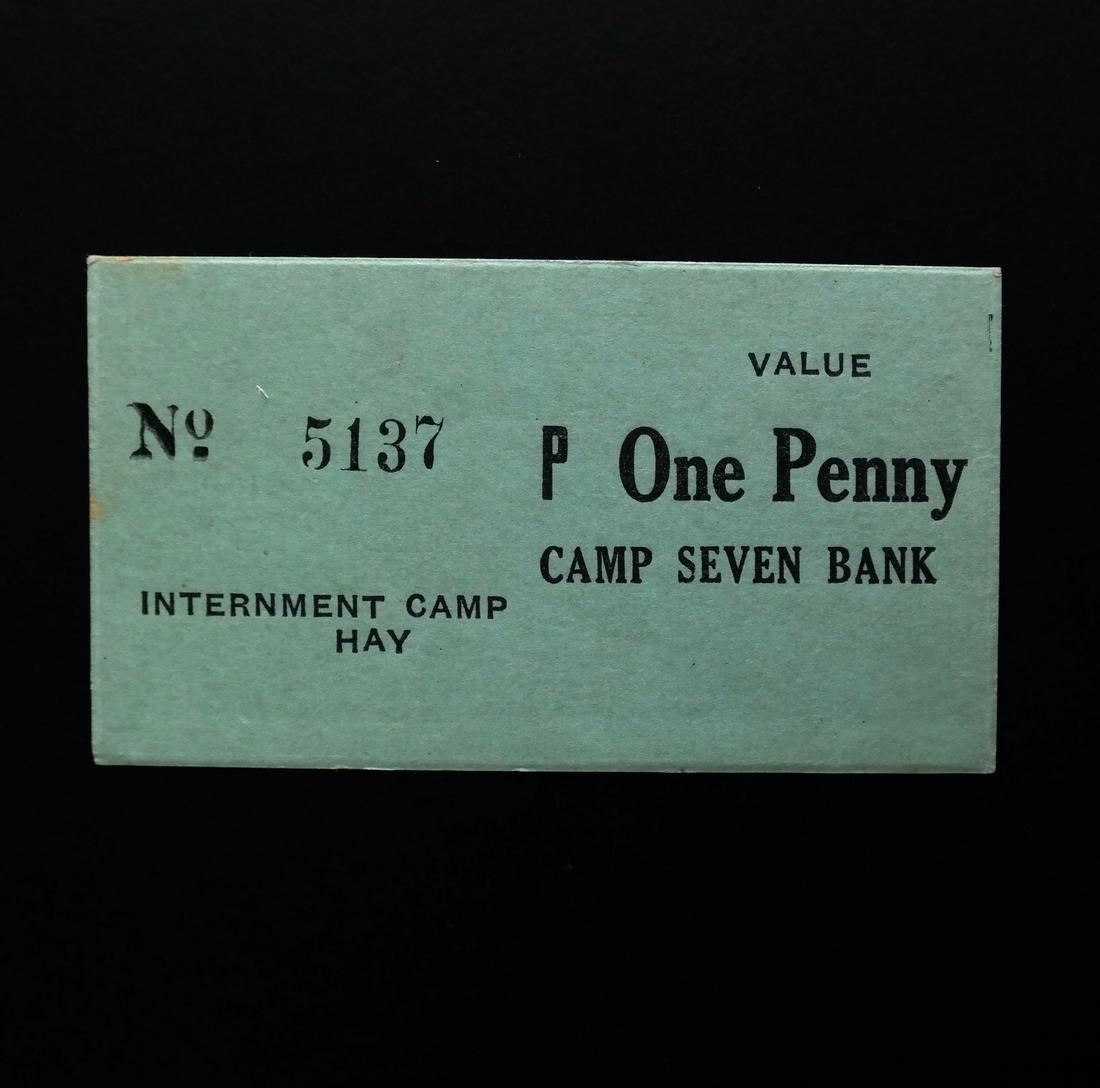 VALUE
Nº 5137
P One Penny
CAMP SEVEN BANK
INTERNMENT CAMP
HAY